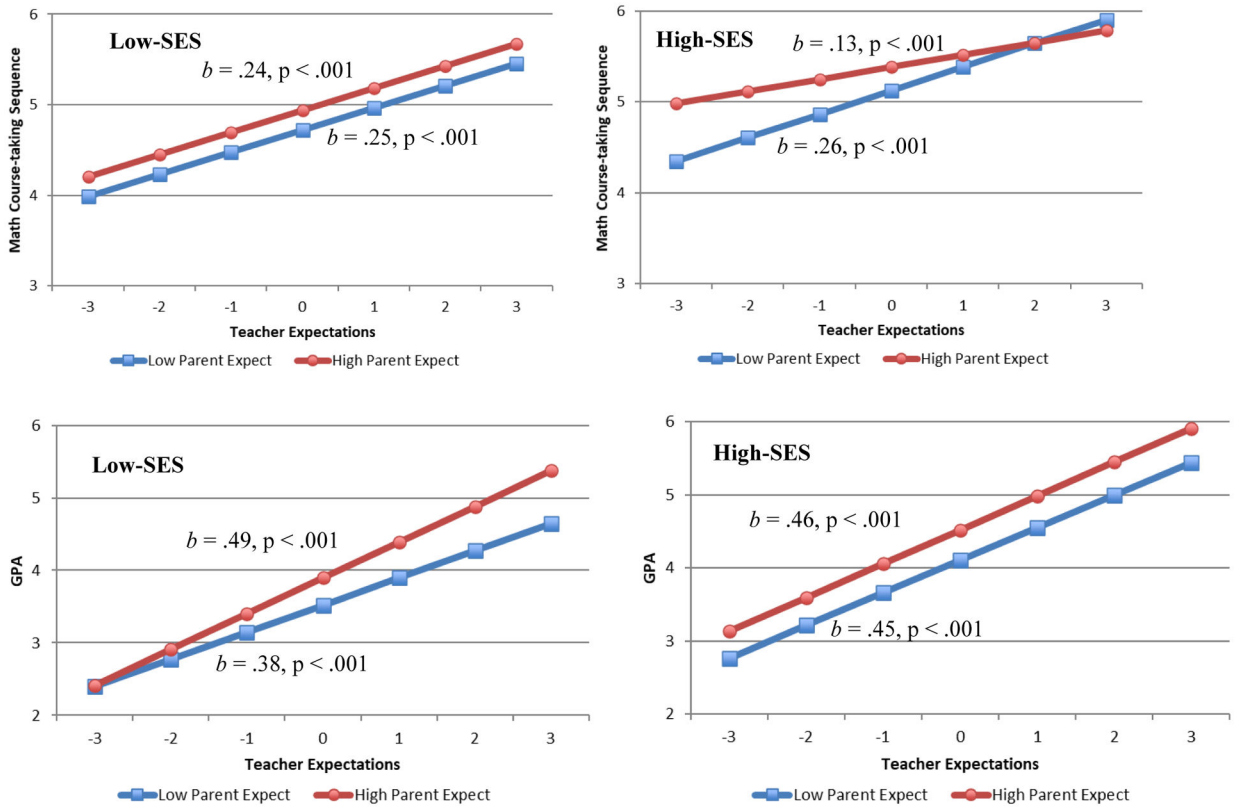 6
5
4
3
Math Course-taking Sequence
Low-SES
b = .24, p < .001
b = .25, p < .001
-3 -2 -1 0 1 2 3
Teacher Expectations
Low Parent Expect High Parent Expect
6
5
4
3
Math Course-taking Sequence
High-SES
b = .13, p < .001
b = .26, p < .001
-3 -2 -1 0 1 2 3
Teacher Expectations
Low Parent Expect High Parent Expect
6
5
4
3
2
GPA
Low-SES
b = .49, p < .001
b = .38, p < .001
-3 -2 -1 0 1 2 3
Teacher Expectations
Low Parent Expect High Parent Expect
6
5
4
3
2
GPA
High-SES
b = .46, p < .001
b = .45, p < .001
-3 -2 -1 0 1 2 3
Teacher Expectations
Low Parent Expect High Parent Expect